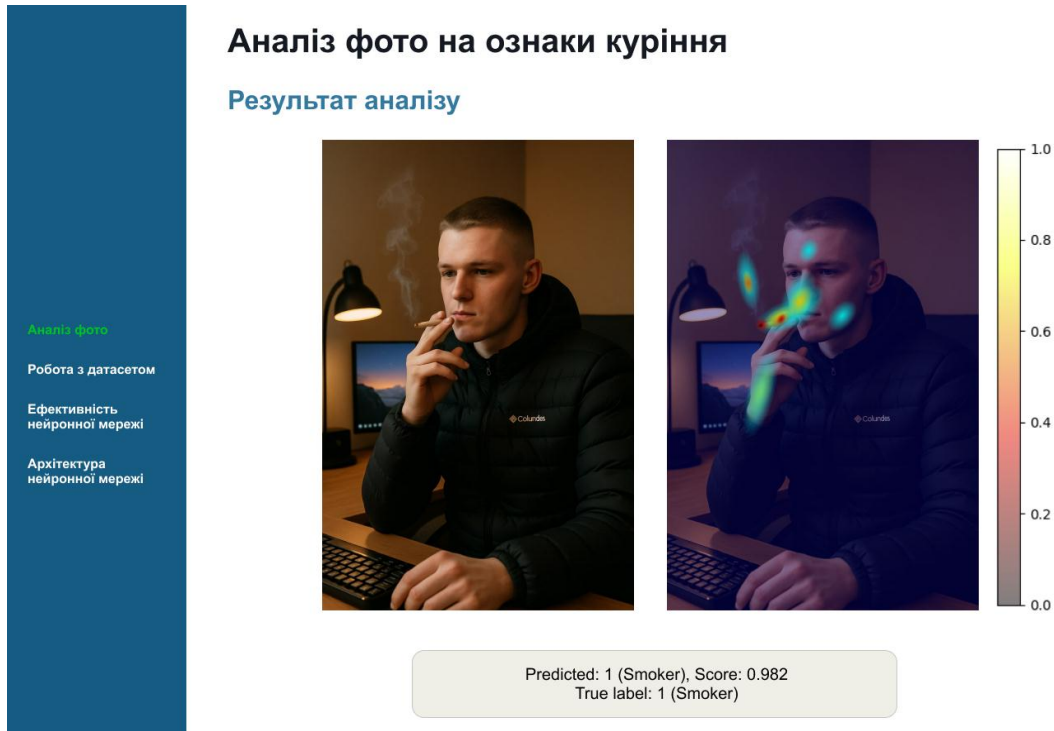 Аналіз фото на ознаки куріння
Результат аналізу
Аналіз фото
Робота з датасетом
Ефективність
нейронної мережі
Архітектура
нейронної мережі
Colundes
Colundes
1.0
0.8
0.6
0.4
0.2
0.0
Predicted: 1 (Smoker), Score: 0.982
True label: 1 (Smoker)